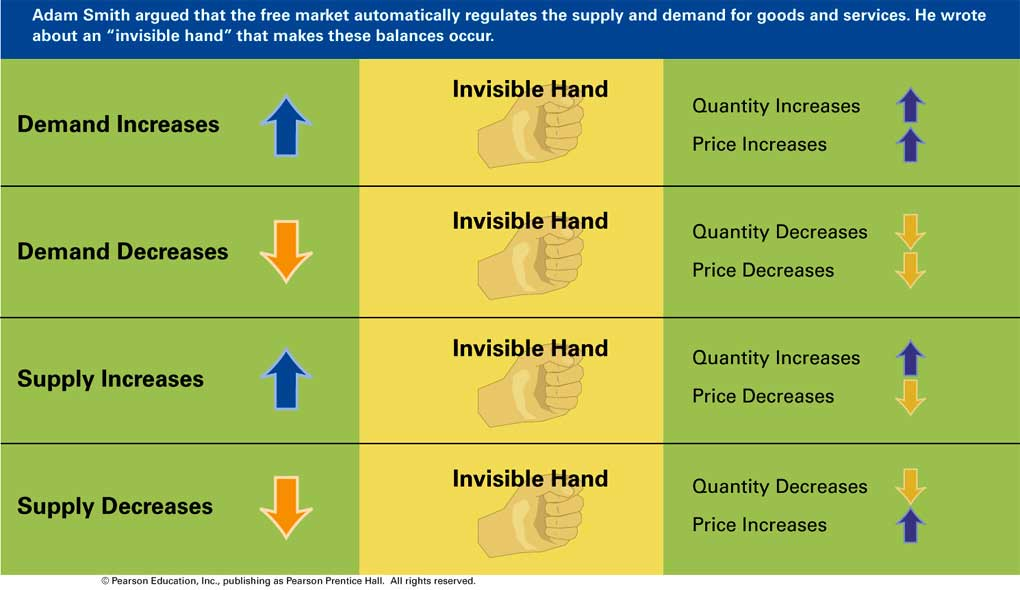 Adam Smith argued that the free market automatically regulates the supply and demand for goods and services. He wrote
about an “invisible hand” that makes these balances occur.
Demand Increases
Invisible Hand
Quantity Increases
Price Increases
Demand Decreases
Invisible Hand
Quantity Decreases
Price Decreases
Supply Increases
Invisible Hand
Quantity Increases
Price Decreases
Supply Decreases
Invisible Hand
Quantity Decreases
Price Increases
© Pearson Education, Inc., publishing as Pearson Prentice Hall. All rights reserved.